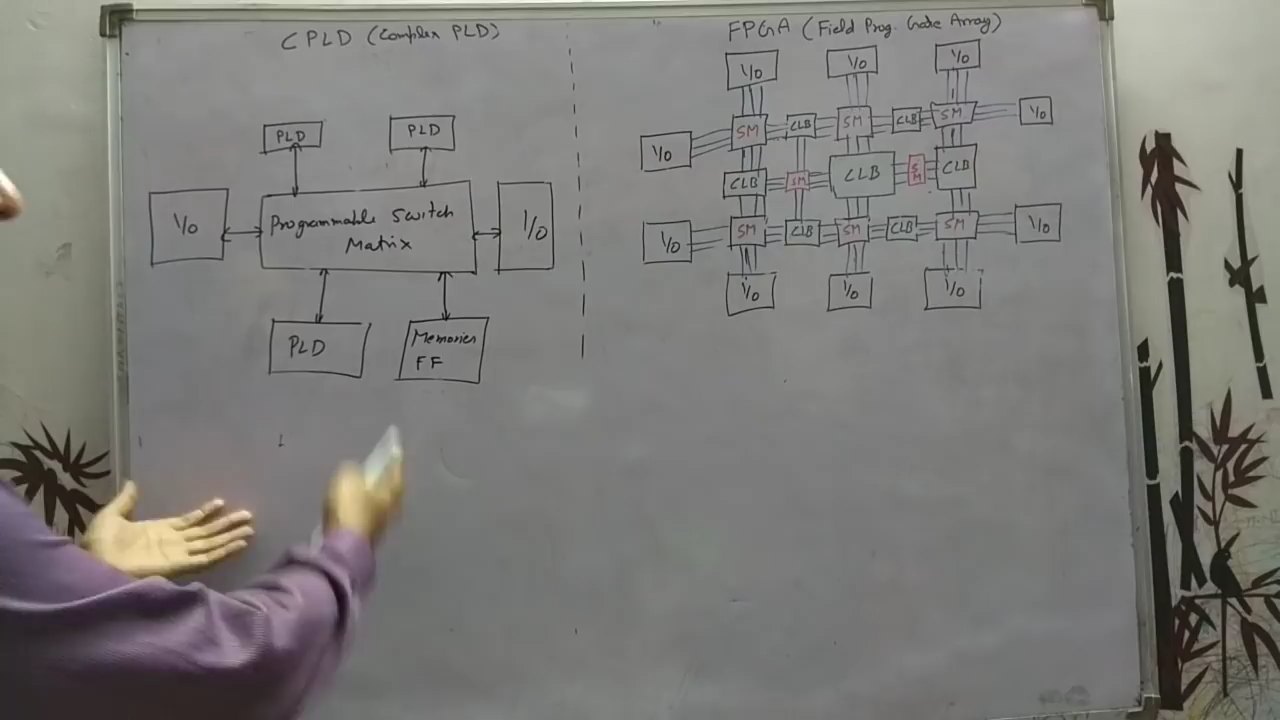 CPLD (Complex PLD)
PLD
PLD
I/O
Programmable Switch
Matrix
I/O
PLD
Memories
FF
FPGA (Field Prog. Gate Array)
I/O
I/O
I/O
I/O
SM
CLB
SM
CLB
SM
I/O
CLB
SM
CLB
SM
CLB
I/O
SM
CLB
SM
CLB
SM
I/O
I/O
I/O
I/O